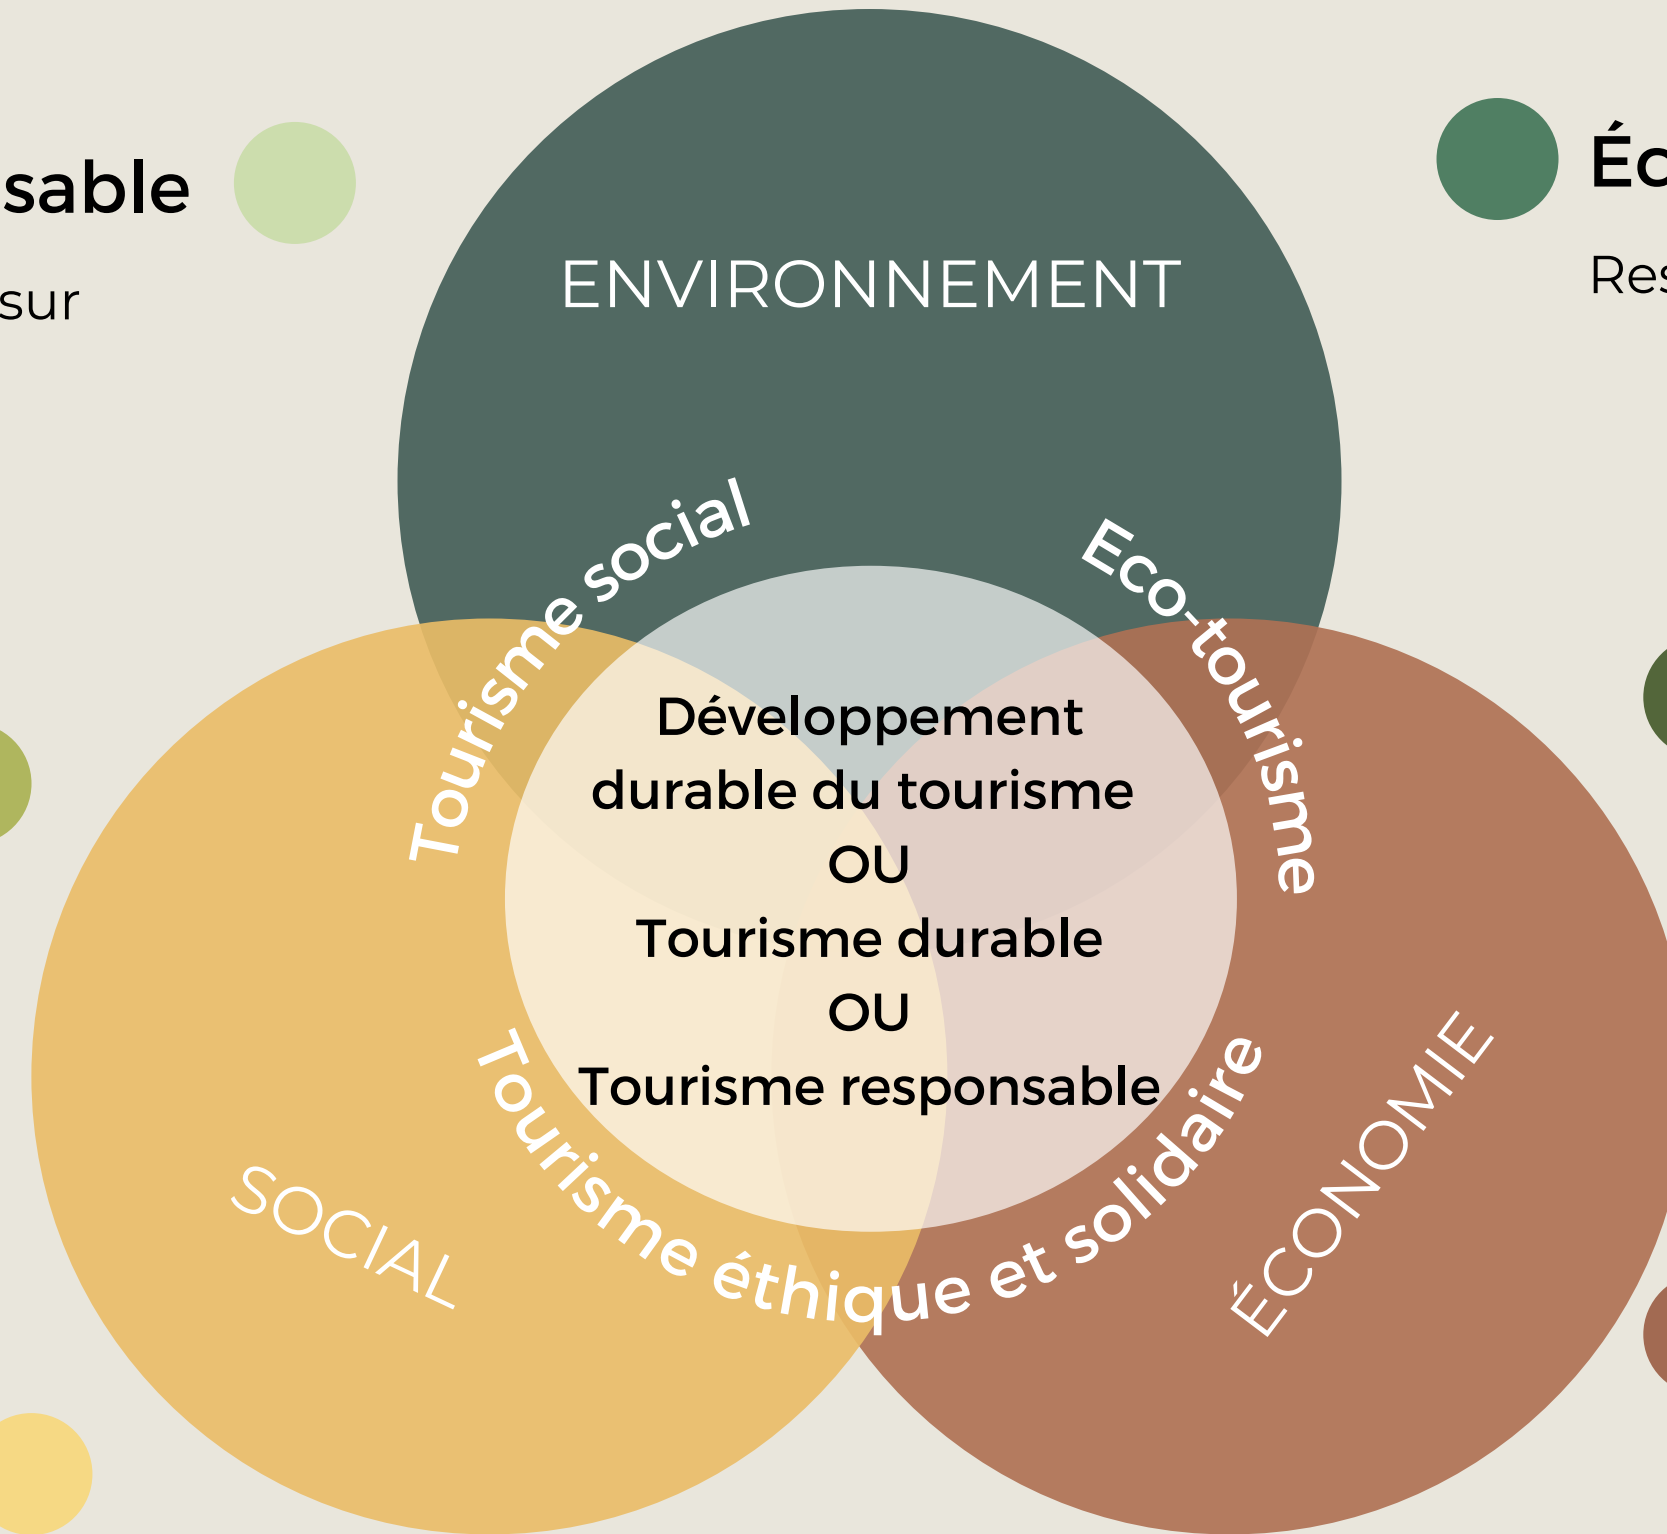 sable
sur
Éc
Res
ENVIRONNEMENT
Tourisme social
Eco-tourisme
Développement
durable du tourisme
OU
Tourisme durable
OU
Tourisme responsable
Tourisme éthique et solidaire
SOCIAL
ÉCONOMIE